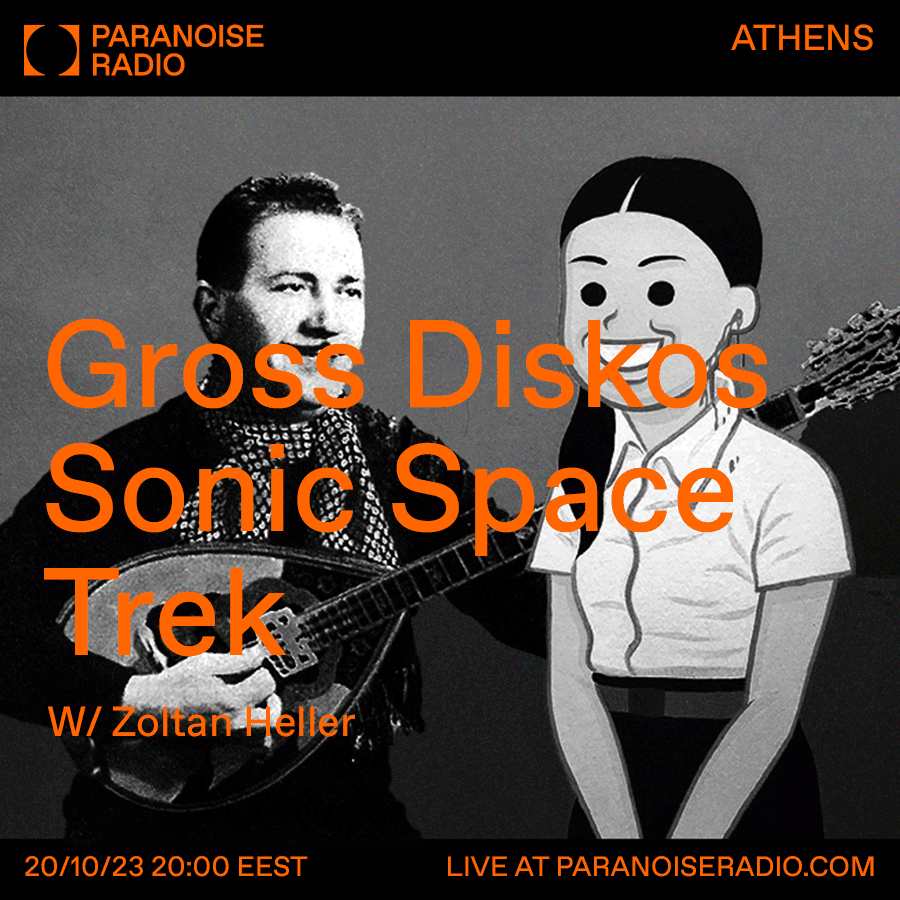 PARANOISE
RADIO
ATHENS
Gross Diskos
Sonic Space
Trek
W/ Zoltan Heller
20/10/23 20:00 EEST
LIVE AT PARANOISERADIO.COM